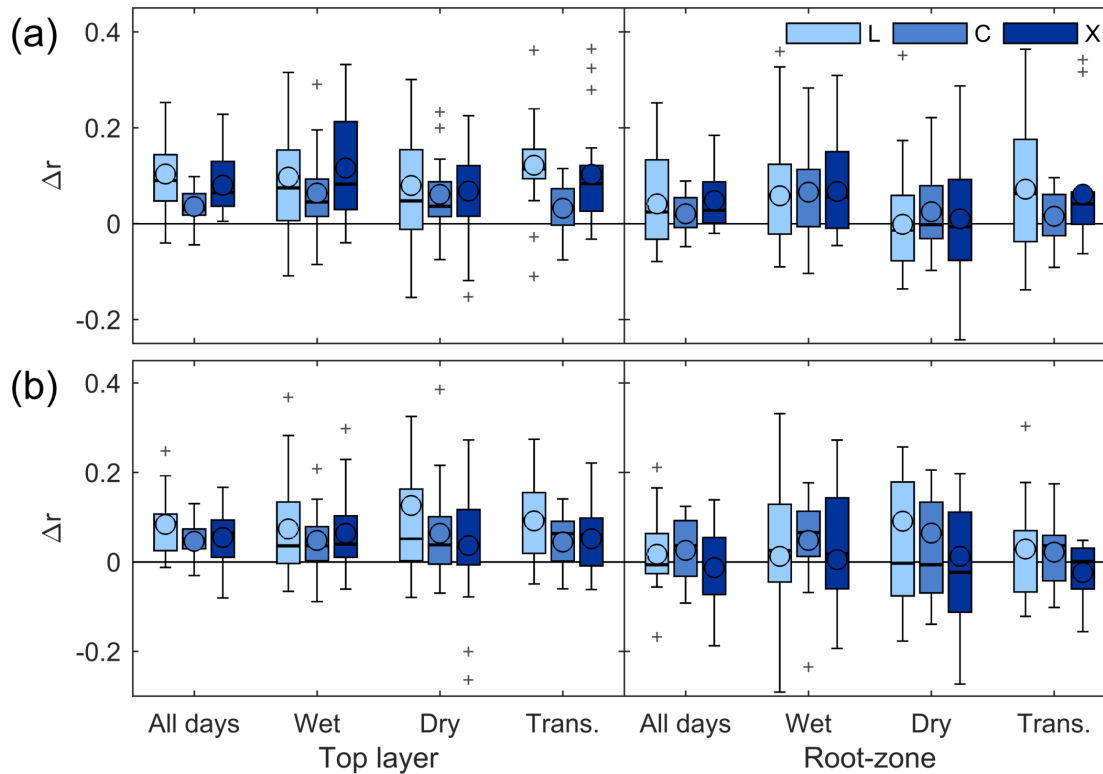 (a)
0.4
0.2
0
-0.2
Δr
L C X
(b)
0.4
0.2
0
-0.2
Δr
All days Wet Dry Trans. All days Wet Dry Trans.
Top layer Root-zone